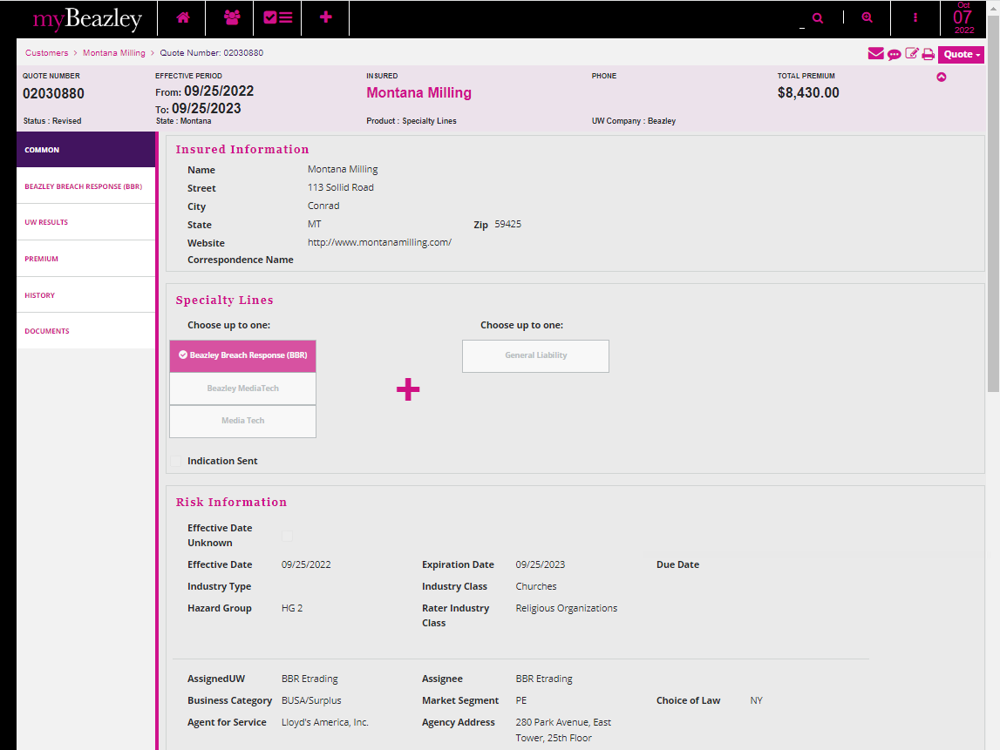 myBeazley
Oct
07
2022
Customers > Montana Milling > Quote Number: 02030880
Quote
QUOTE NUMBER
02030880
Status : Revised
EFFECTIVE PERIOD
From: 09/25/2022
To: 09/25/2023
State : Montana
INSURED
Montana Milling
Product : Specialty Lines
PHONE
UW Company : Beazley
TOTAL PREMIUM
$8,430.00
COMMON
BEAZLEY BREACH RESPONSE (BBR)
UW RESULTS
PREMIUM
HISTORY
DOCUMENTS
Insured Information
Name Montana Milling
Street 113 Sollid Road
City Conrad
State MT Zip 59425
Website http://www.montanamilling.com/
Correspondence Name
Specialty Lines
Choose up to one: Choose up to one:
Beazley Breach Response (BBR) General Liability
Beazley MediaTech
Media Tech
Indication Sent
Risk Information
Effective Date
Unknown
Effective Date 09/25/2022 Expiration Date 09/25/2023 Due Date
Industry Type Industry Class Churches
Hazard Group HG 2 Rater Industry Religious Organizations
Class
AssignedUW BBR Etrading Assignee BBR Etrading
Business Category BUSA/Surplus Market Segment PE Choice of Law NY
Agent for Service Lloyd's America, Inc. Agency Address 280 Park Avenue, East
Tower, 25th Floor